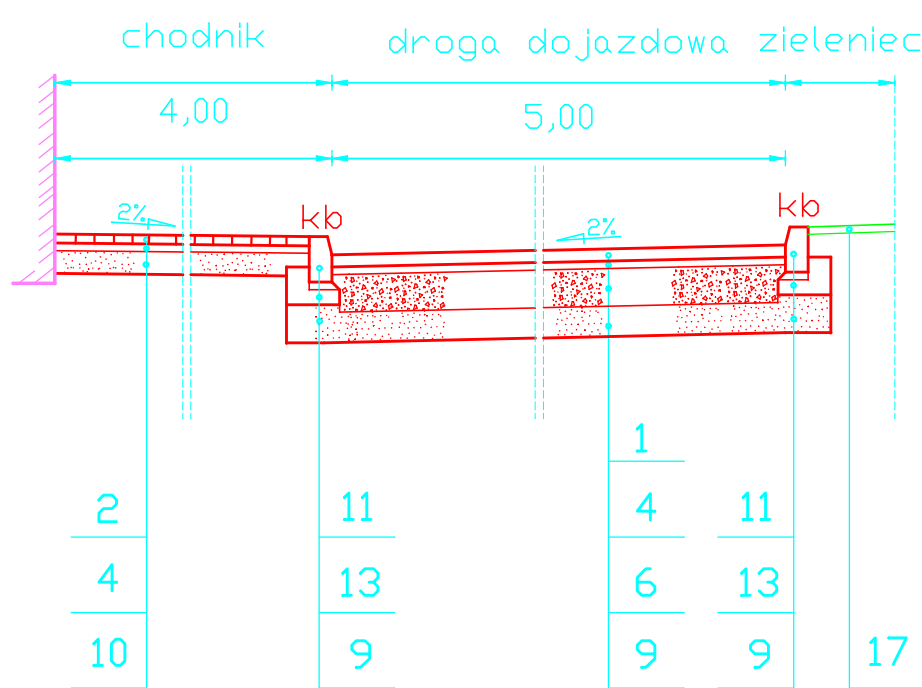 chodnik droga dojazdowa zieleniec
4,00 5,00
2% kb 2% kb
1
2 11 4 11
4 13 6 13
10 9 9 9 17